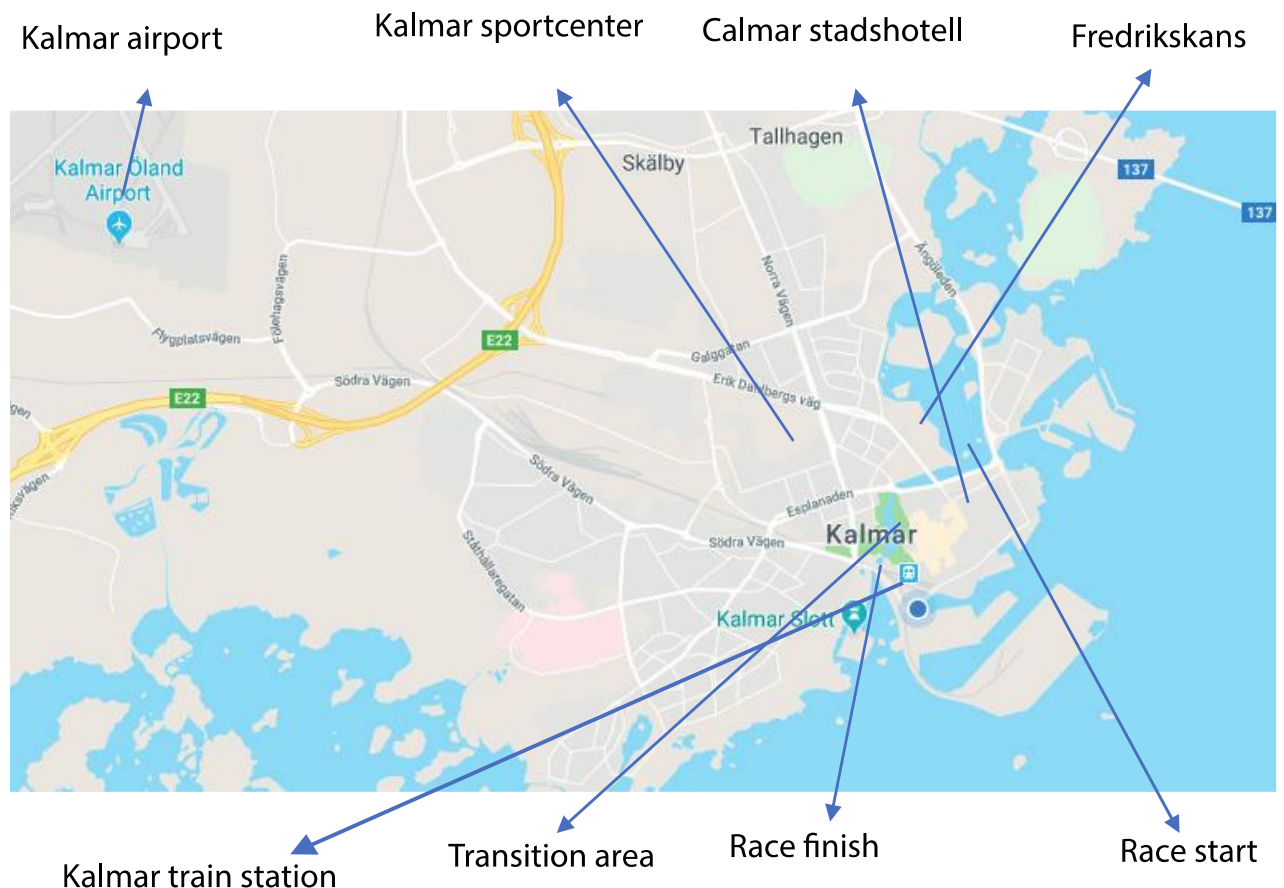 Kalmar airport
Kalmar sportcenter
Calmar stadshotell
Fredrikskans
Tallhagen
Skälby
Kalmar Öland
Airport
137
137
Ängöleden
Norra Vägen
Följehagsvägen
Flygplatsvägen
E22
Galggatan
Södra Vägen
Erik Dahlbergs väg
E22
Södra Vägen
Esplanaden
Kalmar
Södra Vägen
Ståthållaregatan
Kalmar Slott
Kalmar train station
Transition area
Race finish
Race start